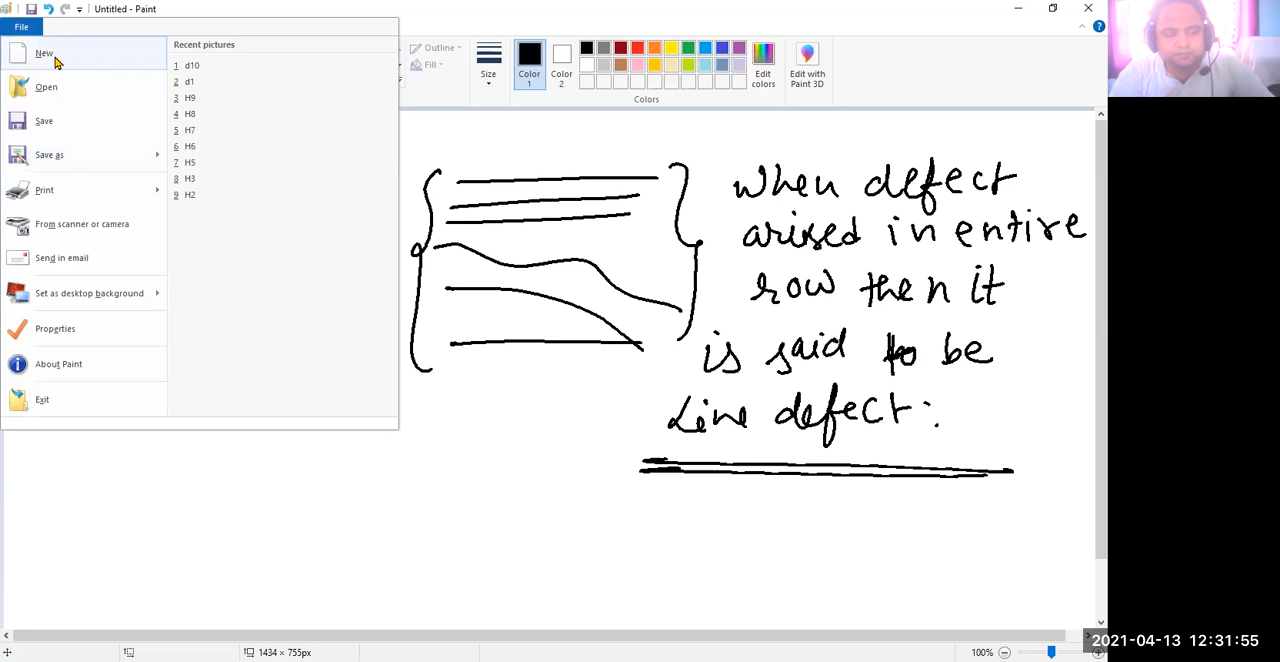 Untitled - Paint
File
New
Open
Save
Save as
Print
From scanner or camera
Send in email
Set as desktop background
Properties
About Paint
Exit
Recent pictures
1 d10
2 d1
3 H9
4 H8
5 H7
6 H6
7 H5
8 H3
9 H2
Outline
Fill
Size
Color
1
Color
2
Edit
colors
Edit with
Paint 3D
Colors
when defect
arised in entire
row then it
is said to be
Line defect:
1434 × 755px
100%
2021-04-13 12:31:55